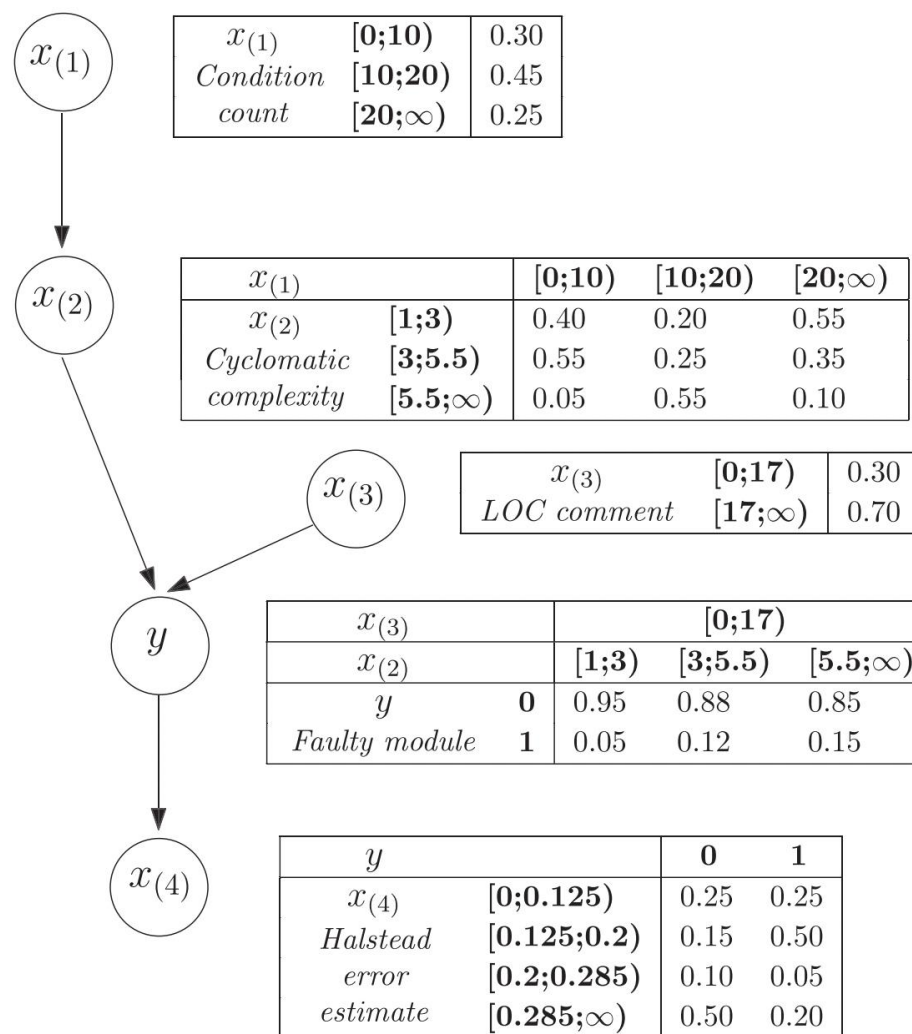 x(1)
x(1) [0;10) 0.30
Condition [10;20) 0.45
count [20;∞) 0.25
x(2)
x(1) [0;10) [10;20) [20;∞)
x(2) [1;3) 0.40 0.20 0.55
Cyclomatic [3;5.5) 0.55 0.25 0.35
complexity [5.5;∞) 0.05 0.55 0.10
x(3)
x(3) [0;17) 0.30
LOC comment [17;∞) 0.70
y
x(3) [0;17)
x(2) [1;3) [3;5.5) [5.5;∞)
y 0 0.95 0.88 0.85
Faulty module 1 0.05 0.12 0.15
x(4)
y 0 1
x(4) [0;0.125) 0.25 0.25
Halstead [0.125;0.2) 0.15 0.50
error [0.2;0.285) 0.10 0.05
estimate [0.285;∞) 0.50 0.20